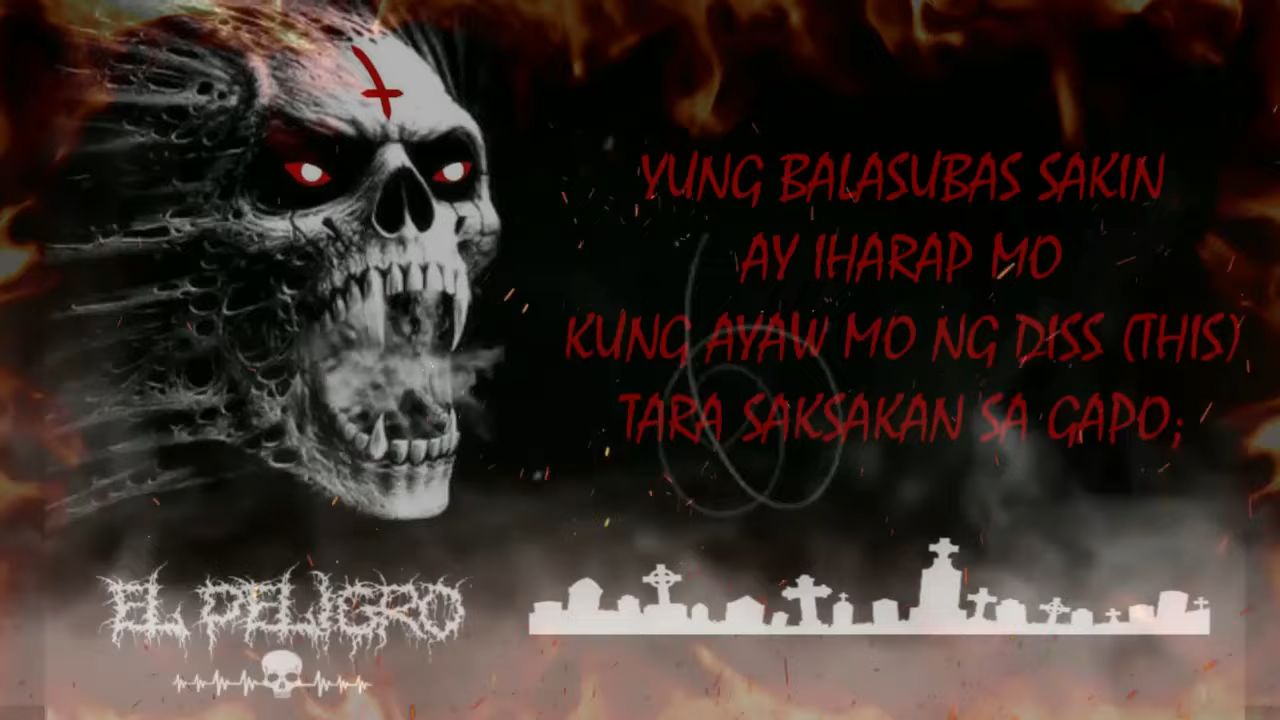 YUNG BALASUBAS SAKIN
AY IHARAP MO
KUNG AYAW MO NG DISS (THIS)
TARA SAKSAKAN SA GAPO;
EL PELIGRO